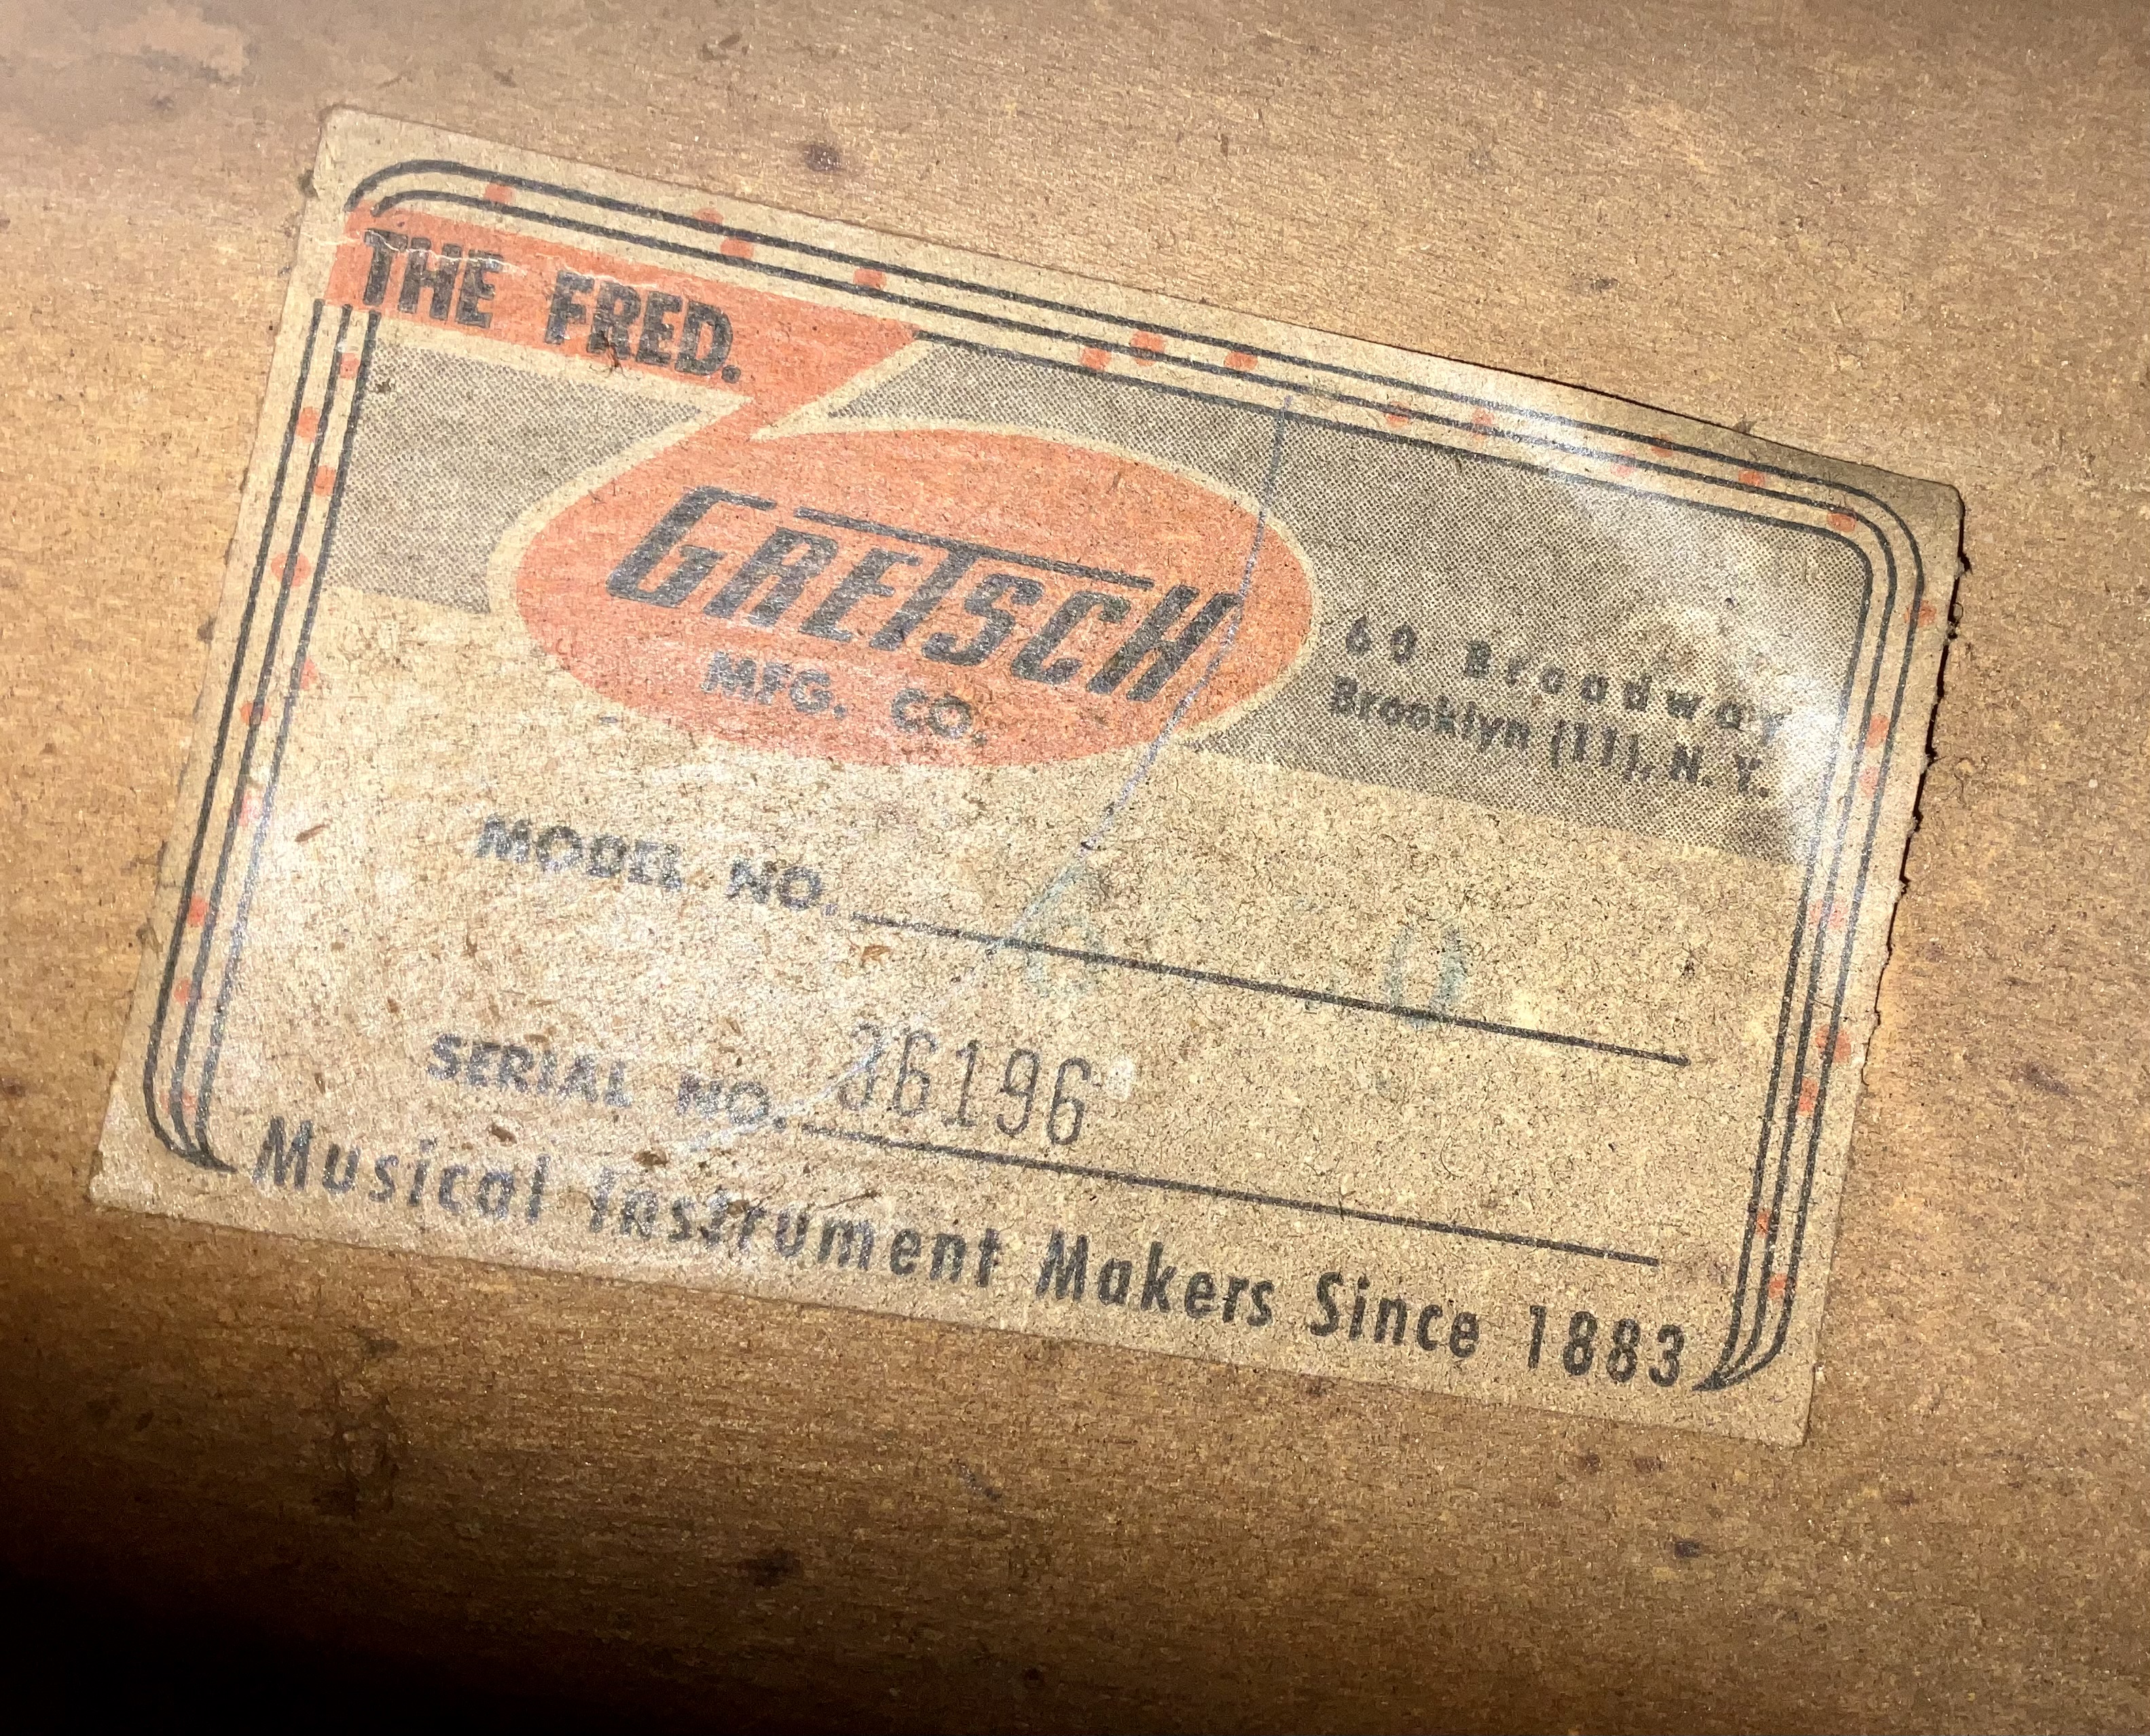 THE FRED.
GRETSCH
MFG. CO.
60 Broadway
Brooklyn (11), N. Y.
MODEL NO.
SERIAL NO. 36196
Musical Instrument Makers Since 1883